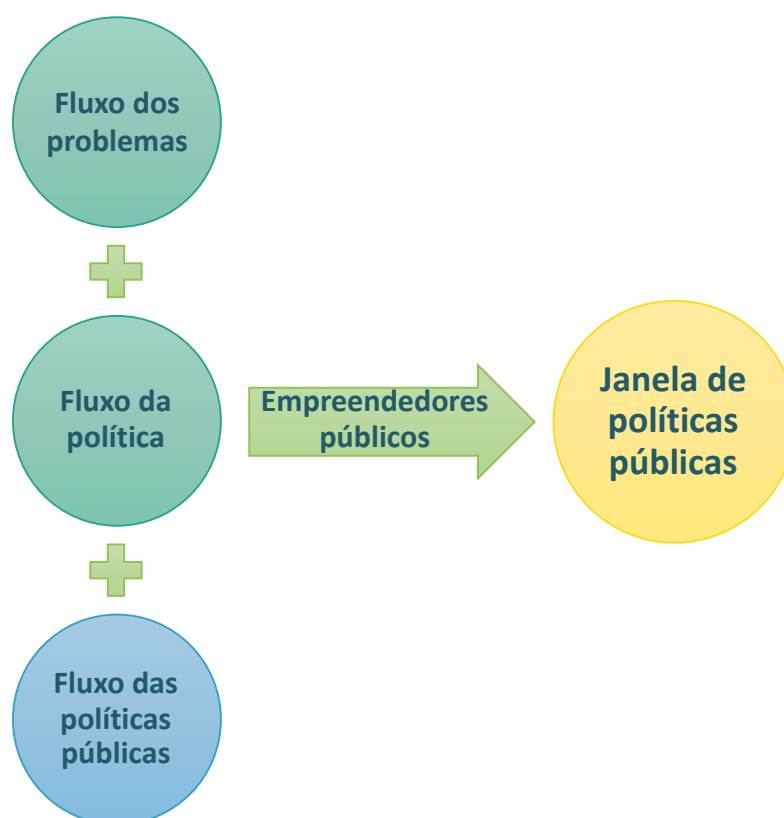 Fluxo dos
problemas
Fluxo da
política
Empreendedores
públicos
Janela de
políticas
públicas
Fluxo das
políticas
públicas